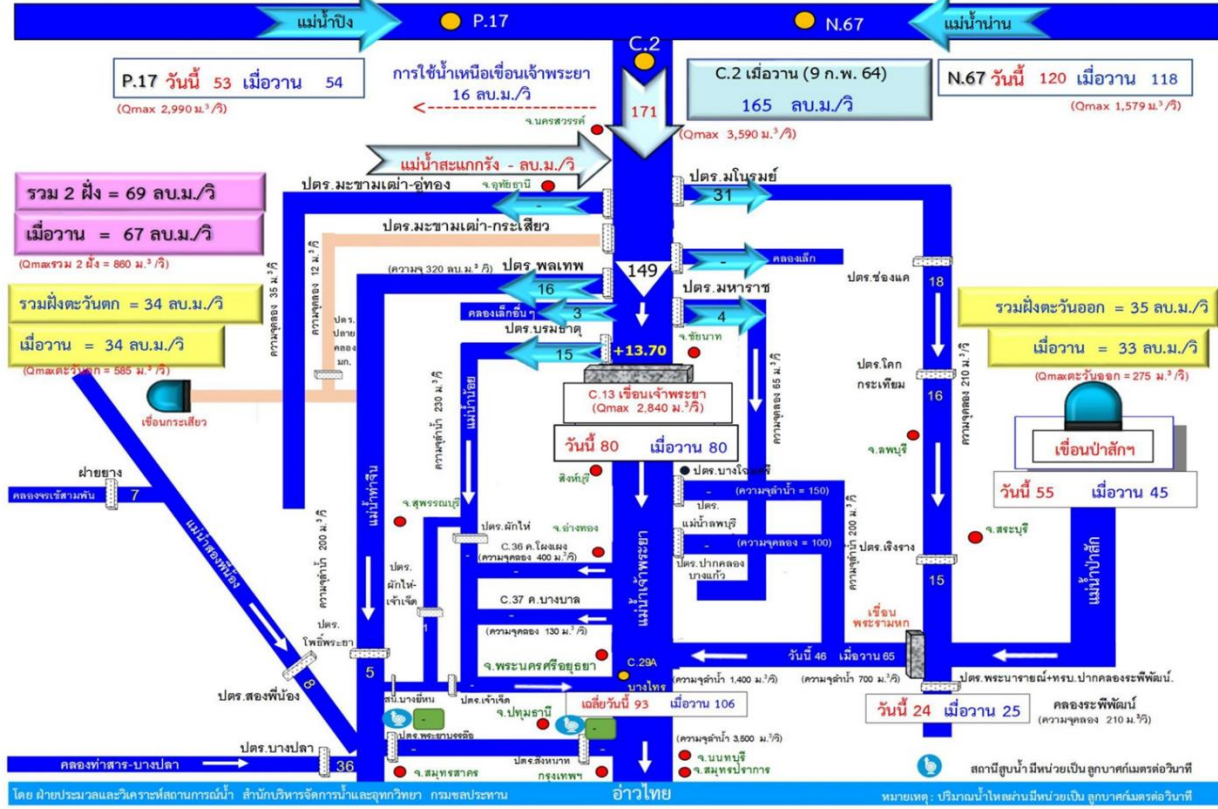 แม่น้ำปิง
P.17
N.67
แม่น้ำน่าน
C.2
P.17 วันนี้ 53 เมื่อวาน 54
(Qmax 2,990 ม.³/วิ)
การใช้น้ำเหนือเขื่อนเจ้าพระยา
16 ลบ.ม./วิ
171
C.2 เมื่อวาน (9 ก.พ. 64)
165 ลบ.ม./วิ
(Qmax 3,590 ม.³/วิ)
N.67 วันนี้ 120 เมื่อวาน 118
(Qmax 1,579 ม.³/วิ)
จ.นครสวรรค์
แม่น้ำสะแกกรัง - ลบ.ม./วิ
รวม 2 ฝั่ง = 69 ลบ.ม./วิ
เมื่อวาน = 67 ลบ.ม./วิ
(Qmaxรวม 2 ฝั่ง = 860 ม.³/วิ)
ปตร.มะขามเฒ่า-อู่ทอง
จ.อุทัยธานี
-
ปตร.มโนรมย์
31
ปตร.มะขามเฒ่า-กระเสียว
(ความจุ 320 ลบ.ม./วิ)
ปตร.พลเทพ
16
149
-
คลองเล็ก
ปตร.ช่องแค
18
รวมฝั่งตะวันตก = 34 ลบ.ม./วิ
เมื่อวาน = 34 ลบ.ม./วิ
(Qmaxตะวันตก = 585 ม.³/วิ)
ความจุคลอง 35 ม.³/วิ
ความจุคลอง 12 ม.³/วิ
ปตร.
ปลาย
คลอง
มก.
คลองเล็กอื่นๆ
3
ปตร.มหาราช
4
ปตร.บรมธาตุ
15
+13.70
จ.ชัยนาท
รวมฝั่งตะวันออก = 35 ลบ.ม./วิ
เมื่อวาน = 33 ลบ.ม./วิ
(Qmaxตะวันออก = 275 ม.³/วิ)
เขื่อนกระเสียว
ความจุลำน้ำ 230 ม.³/วิ
แม่น้ำน้อย
C.13 เขื่อนเจ้าพระยา
(Qmax 2,840 ม.³/วิ)
วันนี้ 80 เมื่อวาน 80
ความจุคลอง 65 ม.³/วิ
ปตร.โคก
กระเทียม
16
ความจุคลอง 210 ม.³/วิ
จ.ลพบุรี
เขื่อนป่าสักฯ
วันนี้ 55 เมื่อวาน 45
ฝายยาง
คลองจรเข้สามพัน
7
แม่น้ำท่าจีน
จ.สุพรรณบุรี
สิงห์บุรี
ปตร.บางโฉมศรี
-
(ความจุลำน้ำ = 150)
ปตร.
แม่น้ำลพบุรี
ปตร.ผักไห่
จ.อ่างทอง
C.36 ค.โผงเผง
(ความจุคลอง 400 ม.³/วิ)
-
-
(ความจุคลอง = 100)
ปตร.ปากคลอง
บางแก้ว
ความจุลำน้ำ 200 ม.³/วิ
จ.สระบุรี
ปตร.เริงราง
15
แม่น้ำป่าสัก
แม่น้ำสองพี่น้อง
ความจุลำน้ำ 200 ม.³/วิ
ปตร.
ผักไห่-
เจ้าเจ็ด
1
C.37 ค.บางบาล
(ความจุคลอง 130 ม.³/วิ)
-
แม่น้ำเจ้าพระยา
เขื่อน
พระรามหก
ปตร.
โพธิ์พระยา
5
จ.พระนครศรีอยุธยา
C.29A
บางไทร
วันนี้ 46 เมื่อวาน 65
(ความจุลำน้ำ 1,400 ม.³/วิ)
(ความจุลำน้ำ 700 ม.³/วิ)
ปตร.พระนารายณ์+ทรบ.ปากคลองระพีพัฒน์.
ปตร.สองพี่น้อง
8
สน.บางยี่หน
-
ปตร.เจ้าเจ็ด
เฉลี่ยวันนี้ 93 เมื่อวาน 106
วันนี้ 24 เมื่อวาน 25
คลองระพีพัฒน์
(ความจุคลอง 210 ม.³/วิ)
-
จ.ปทุมธานี
-
ปตร.พระยาบรรลือ
-
ปตร.สิงหนาท
-
(ความจุลำน้ำ 3,500 ม.³/วิ)
ปตร.บางปลา
คลองท่าสาร-บางปลา
36
จ.สมุทรสาคร
กรุงเทพฯ
จ.นนทบุรี
จ.สมุทรปราการ
สถานีสูบน้ำ มีหน่วยเป็น ลูกบาศก์เมตรต่อวินาที
โดย ฝ่ายประมวลและวิเคราะห์สถานการณ์น้ำ สำนักบริหารจัดการน้ำและอุทกวิทยา กรมชลประทาน
อ่าวไทย
หมายเหตุ : ปริมาณน้ำไหลผ่านมีหน่วยเป็น ลูกบาศก์เมตรต่อวินาที